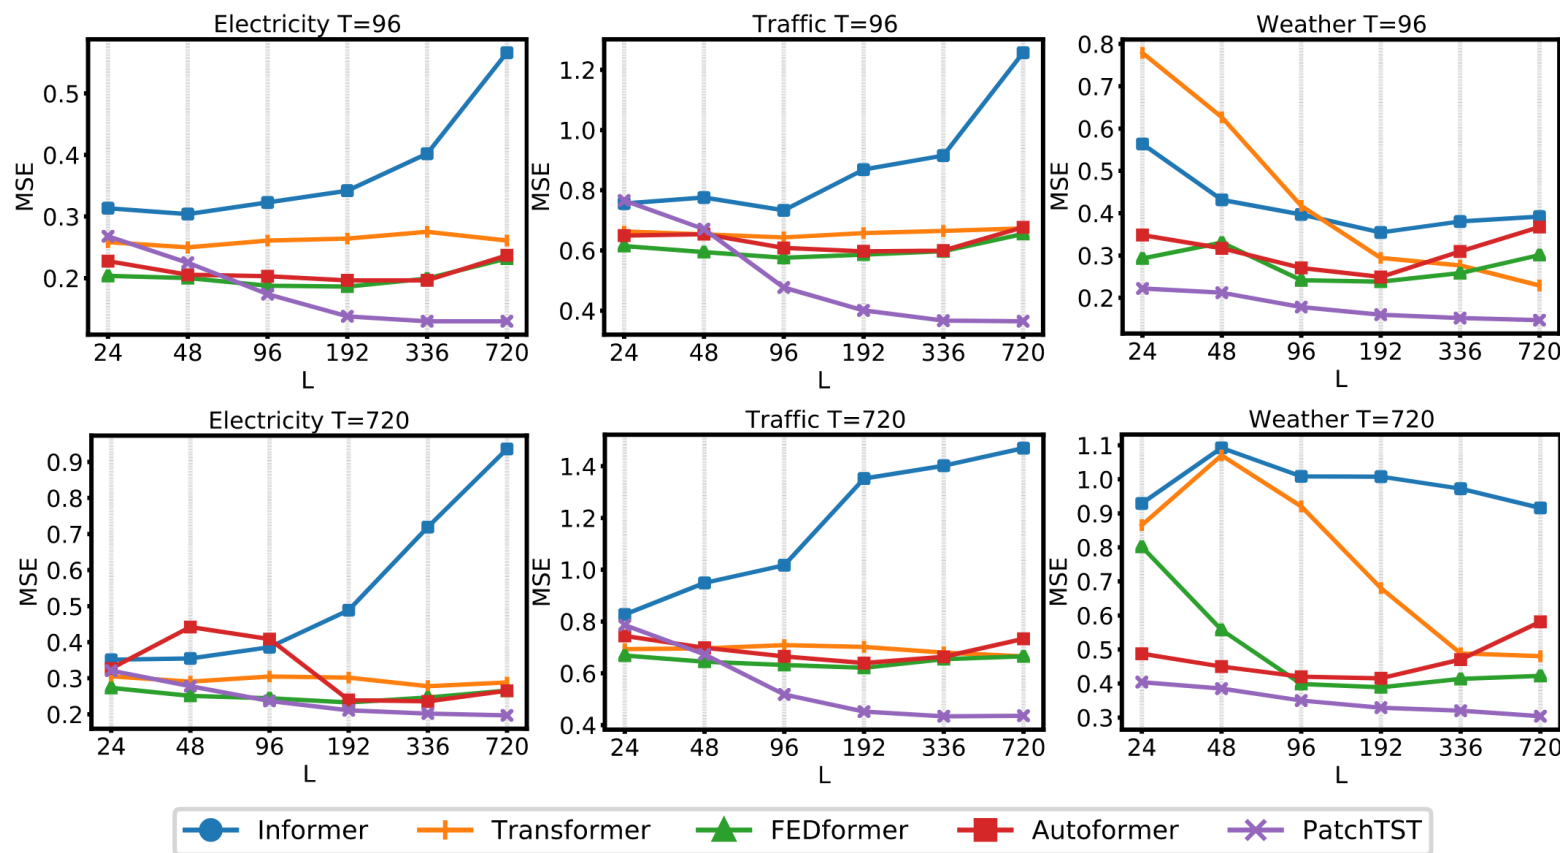 Electricity T=96
MSE
0.5
0.4
0.3
0.2
24 48 96 192 336 720
L
Traffic T=96
MSE
1.2
1.0
0.8
0.6
0.4
24 48 96 192 336 720
L
Weather T=96
MSE
0.8
0.7
0.6
0.5
0.4
0.3
0.2
24 48 96 192 336 720
L
Electricity T=720
MSE
0.9
0.8
0.7
0.6
0.5
0.4
0.3
0.2
24 48 96 192 336 720
L
Traffic T=720
MSE
1.4
1.2
1.0
0.8
0.6
0.4
24 48 96 192 336 720
L
Weather T=720
MSE
1.1
1.0
0.9
0.8
0.7
0.6
0.5
0.4
0.3
24 48 96 192 336 720
L
Informer Transformer FEDformer Autoformer PatchTST